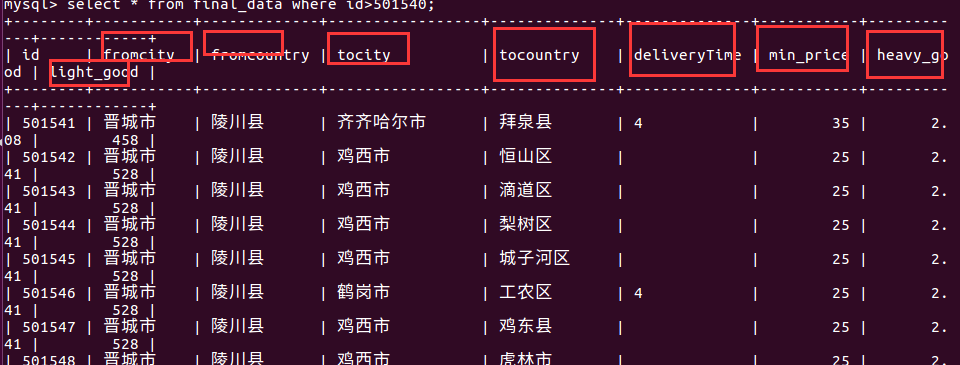 mysql> select * from final_data where id>501540;
+--------+-----------+-------------+------------------+---------------+--------------+-----------+---------
---+------------+
| id | fromcity | fromcountry | tocity | tocountry | deliveryTime | min_price | heavy_go
od | light_good |
+--------+-----------+-------------+------------------+---------------+--------------+-----------+---------
---+------------+
| 501541 | 晋城市 | 陵川县 | 齐齐哈尔市 | 拜泉县 | 4 | 35 | 2.
08 | 458 |
| 501542 | 晋城市 | 陵川县 | 鸡西市 | 恒山区 | | 25 | 2.
41 | 528 |
| 501543 | 晋城市 | 陵川县 | 鸡西市 | 滴道区 | | 25 | 2.
41 | 528 |
| 501544 | 晋城市 | 陵川县 | 鸡西市 | 梨树区 | | 25 | 2.
41 | 528 |
| 501545 | 晋城市 | 陵川县 | 鸡西市 | 城子河区 | | 25 | 2.
41 | 528 |
| 501546 | 晋城市 | 陵川县 | 鹤岗市 | 工农区 | 4 | 25 | 2.
41 | 528 |
| 501547 | 晋城市 | 陵川县 | 鸡西市 | 鸡东县 | | 25 | 2.
41 | 528 |
| 501548 | 晋城市 | 陵川县 | 鸡西市 | 虎林市 | | 25 | 2.